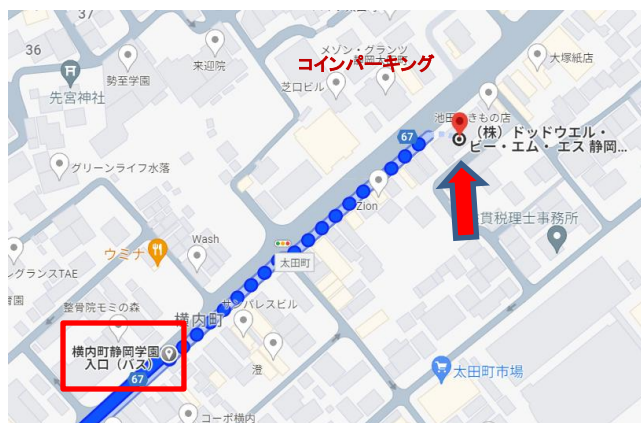 37
36
勢至学園
来迎院
メゾン・グランツ
コインパーキング
大塚紙店
先宮神社
芝口ビル
67
（株）ドッドウエル・
ビー・エム・ エス 静岡...
グリーンライフ水落
Zion
貫税理士事務所
Wash
ウミナ
太田町
グランスTAE
育園
整骨院モミの森
横内町
サンパレスビル
横内町静岡学園
入口（バス）
67
澄
太田町市場
コーポ横内